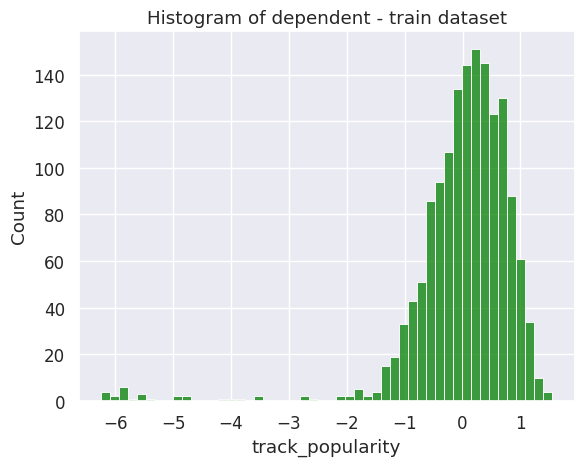 Histogram of dependent - train dataset
Count
140
120
100
80
60
40
20
0
−6 −5 −4 −3 −2 −1 0 1
track_popularity